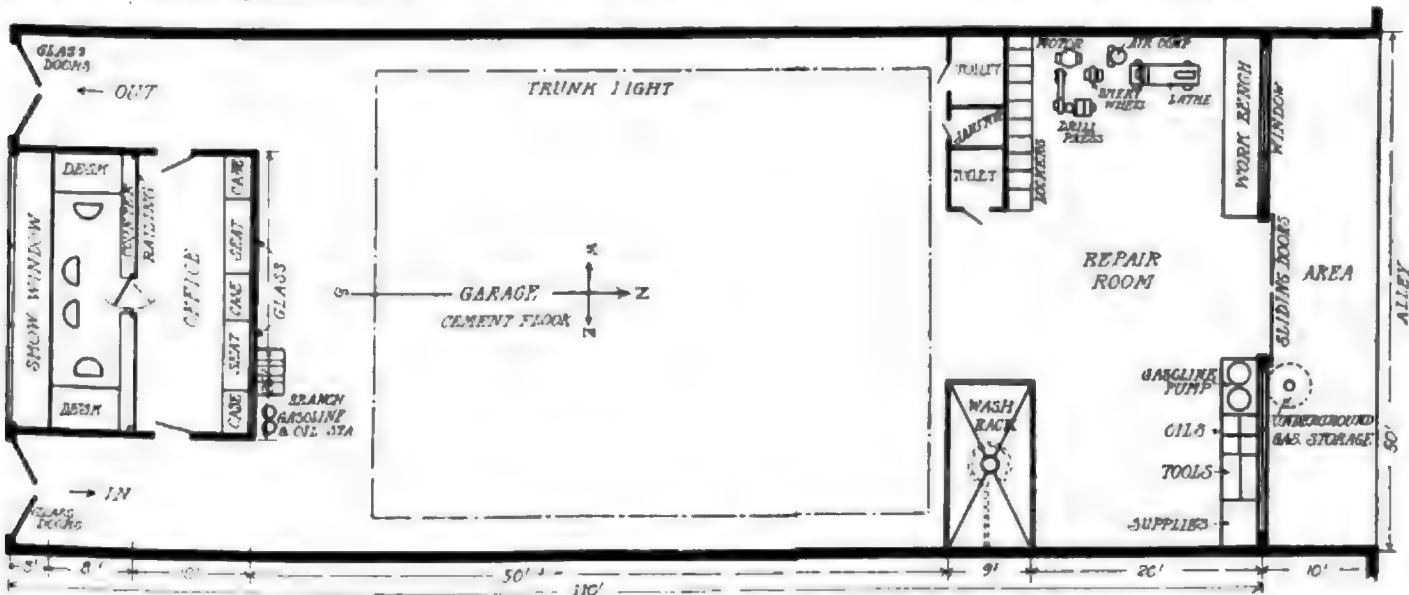 GLASS
DOORS
OUT
TRUNK LIGHT
TOILET
JANITOR
TOILET
LOCKERS
MOTOR
AIR COMP
EMERY
WHEEL
LATHE
DRILL
PRESS
WORK BENCH
WINDOW
SHOW WINDOW
DESK
DESK
COUNTER
RAILING
OFFICE
CASE
SEAT
CASE
SEAT
CASE
GLASS
S
GARAGE
N
CEMENT FLOOR
REPAIR
ROOM
SLIDING DOORS
AREA
ALLEY
BRANCH
GASOLINE
& OIL STA
WASH
RACK
GASOLINE
PUMP
OILS
TOOLS
SUPPLIES
UNDERGROUND
GAS. STORAGE
50'
IN
GLASS
DOORS
8'
50'
9'
20'
10'
110'